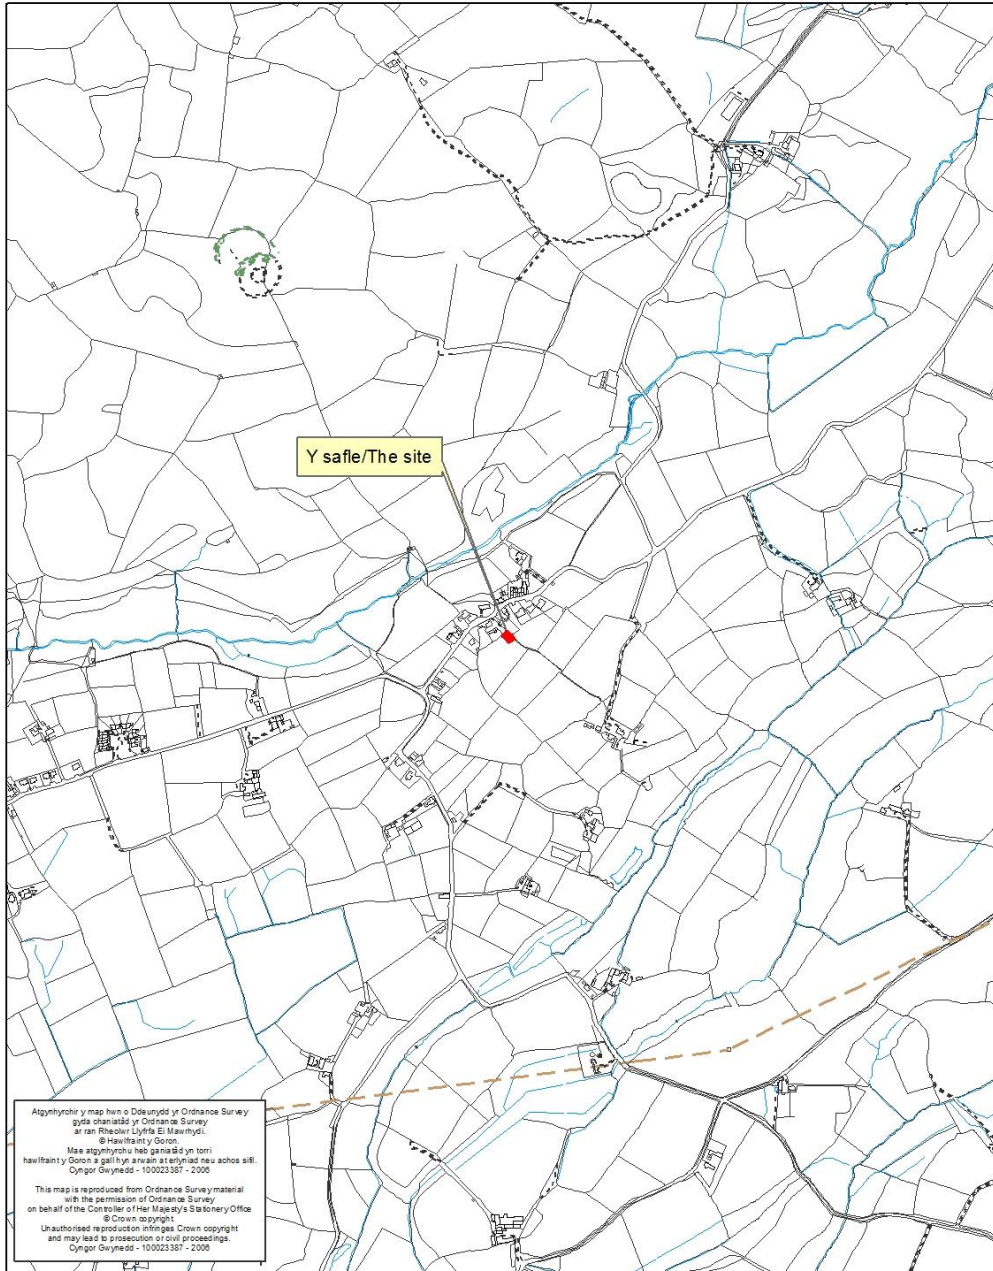 Y safle/The site
Atgynhyrchir y map hwn o Ddeunydd yr Ordnance Survey
gyda chaniatâd yr Ordnance Survey
ar ran Rheolwr Llyfrfa Ei Mawrhydi.
© Hawlfraint y Goron.
Mae atgynhyrchu heb ganiatâd yn torri
hawlfraint y Goron a gall hyn arwain at erlyniad neu achos sifil.
Cyngor Gwynedd - 100023387 - 2006
This map is reproduced from Ordnance Survey material
with the permission of Ordnance Survey
on behalf of the Controller of Her Majesty's Stationery Office
© Crown copyright.
Unauthorised reproduction infringes Crown copyright
and may lead to prosecution or civil proceedings.
Cyngor Gwynedd - 100023387 - 2006